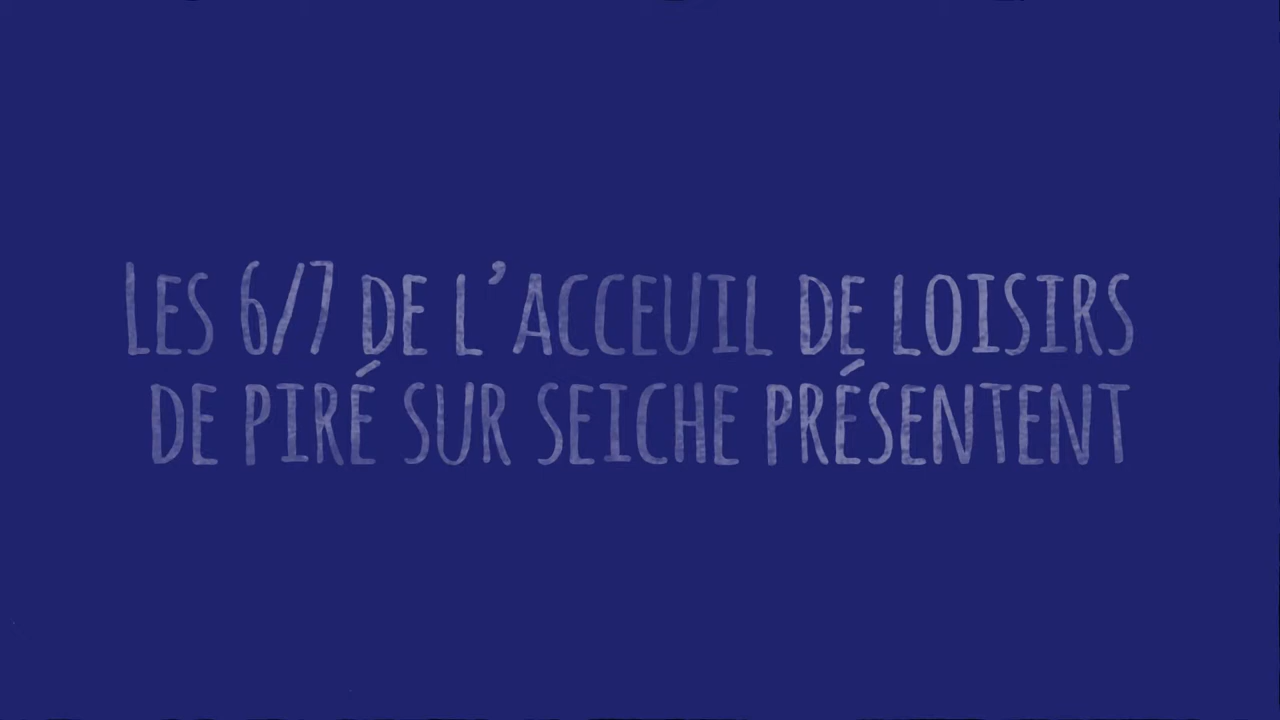 Les 6/7 de l'acceuil de loisirs
de piré sur seiche présentent